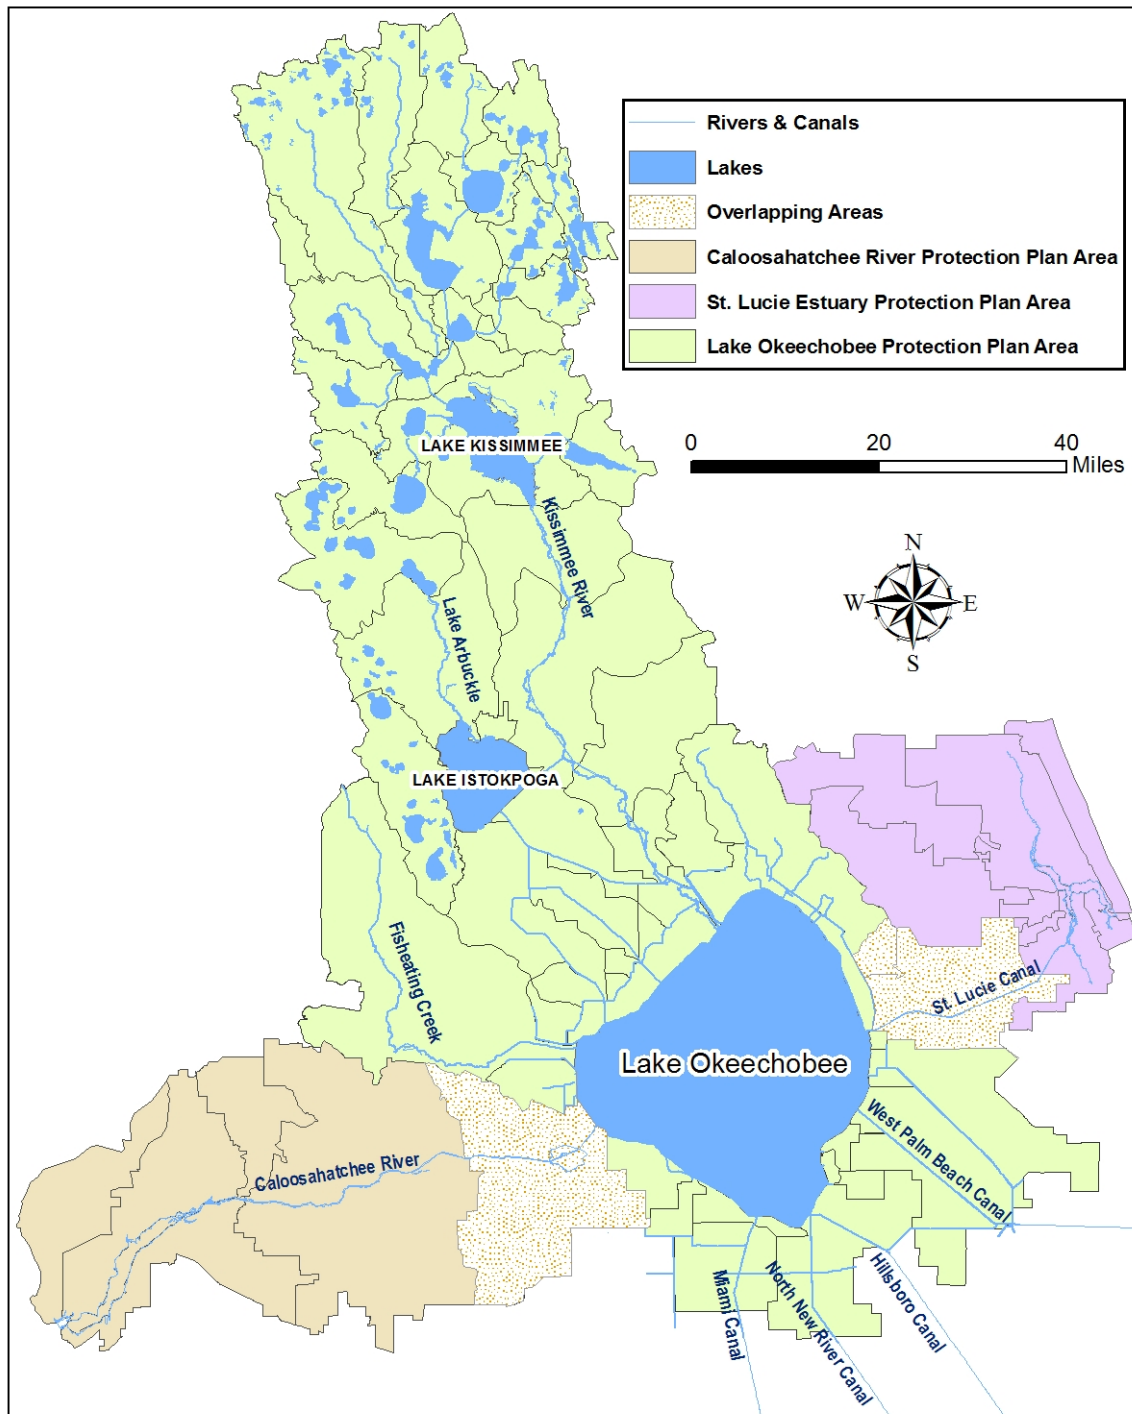 Rivers & Canals
Lakes
Overlapping Areas
Caloosahatchee River Protection Plan Area
St. Lucie Estuary Protection Plan Area
Lake Okeechobee Protection Plan Area
0 20 40
Miles
LAKE KISSIMMEE
Kissimmee River
N
W E
S
Lake Arbuckle
LAKE ISTOKPOGA
Fisheating Creek
St. Lucie Canal
Lake Okeechobee
West Palm Beach Canal
Caloosahatchee River
Hillsboro Canal
North New River Canal
Miami Canal